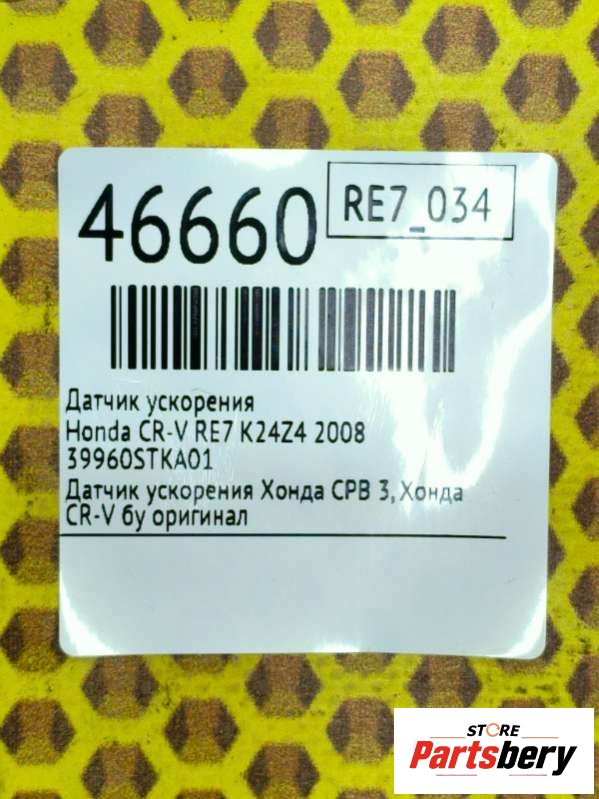 46660
RE7_034
Датчик ускорения
Honda CR-V RE7 K24Z4 2008
39960STKA01
Датчик ускорения Хонда СРВ 3, Хонда
CR-V бу оригинал
STORE
Partsbery